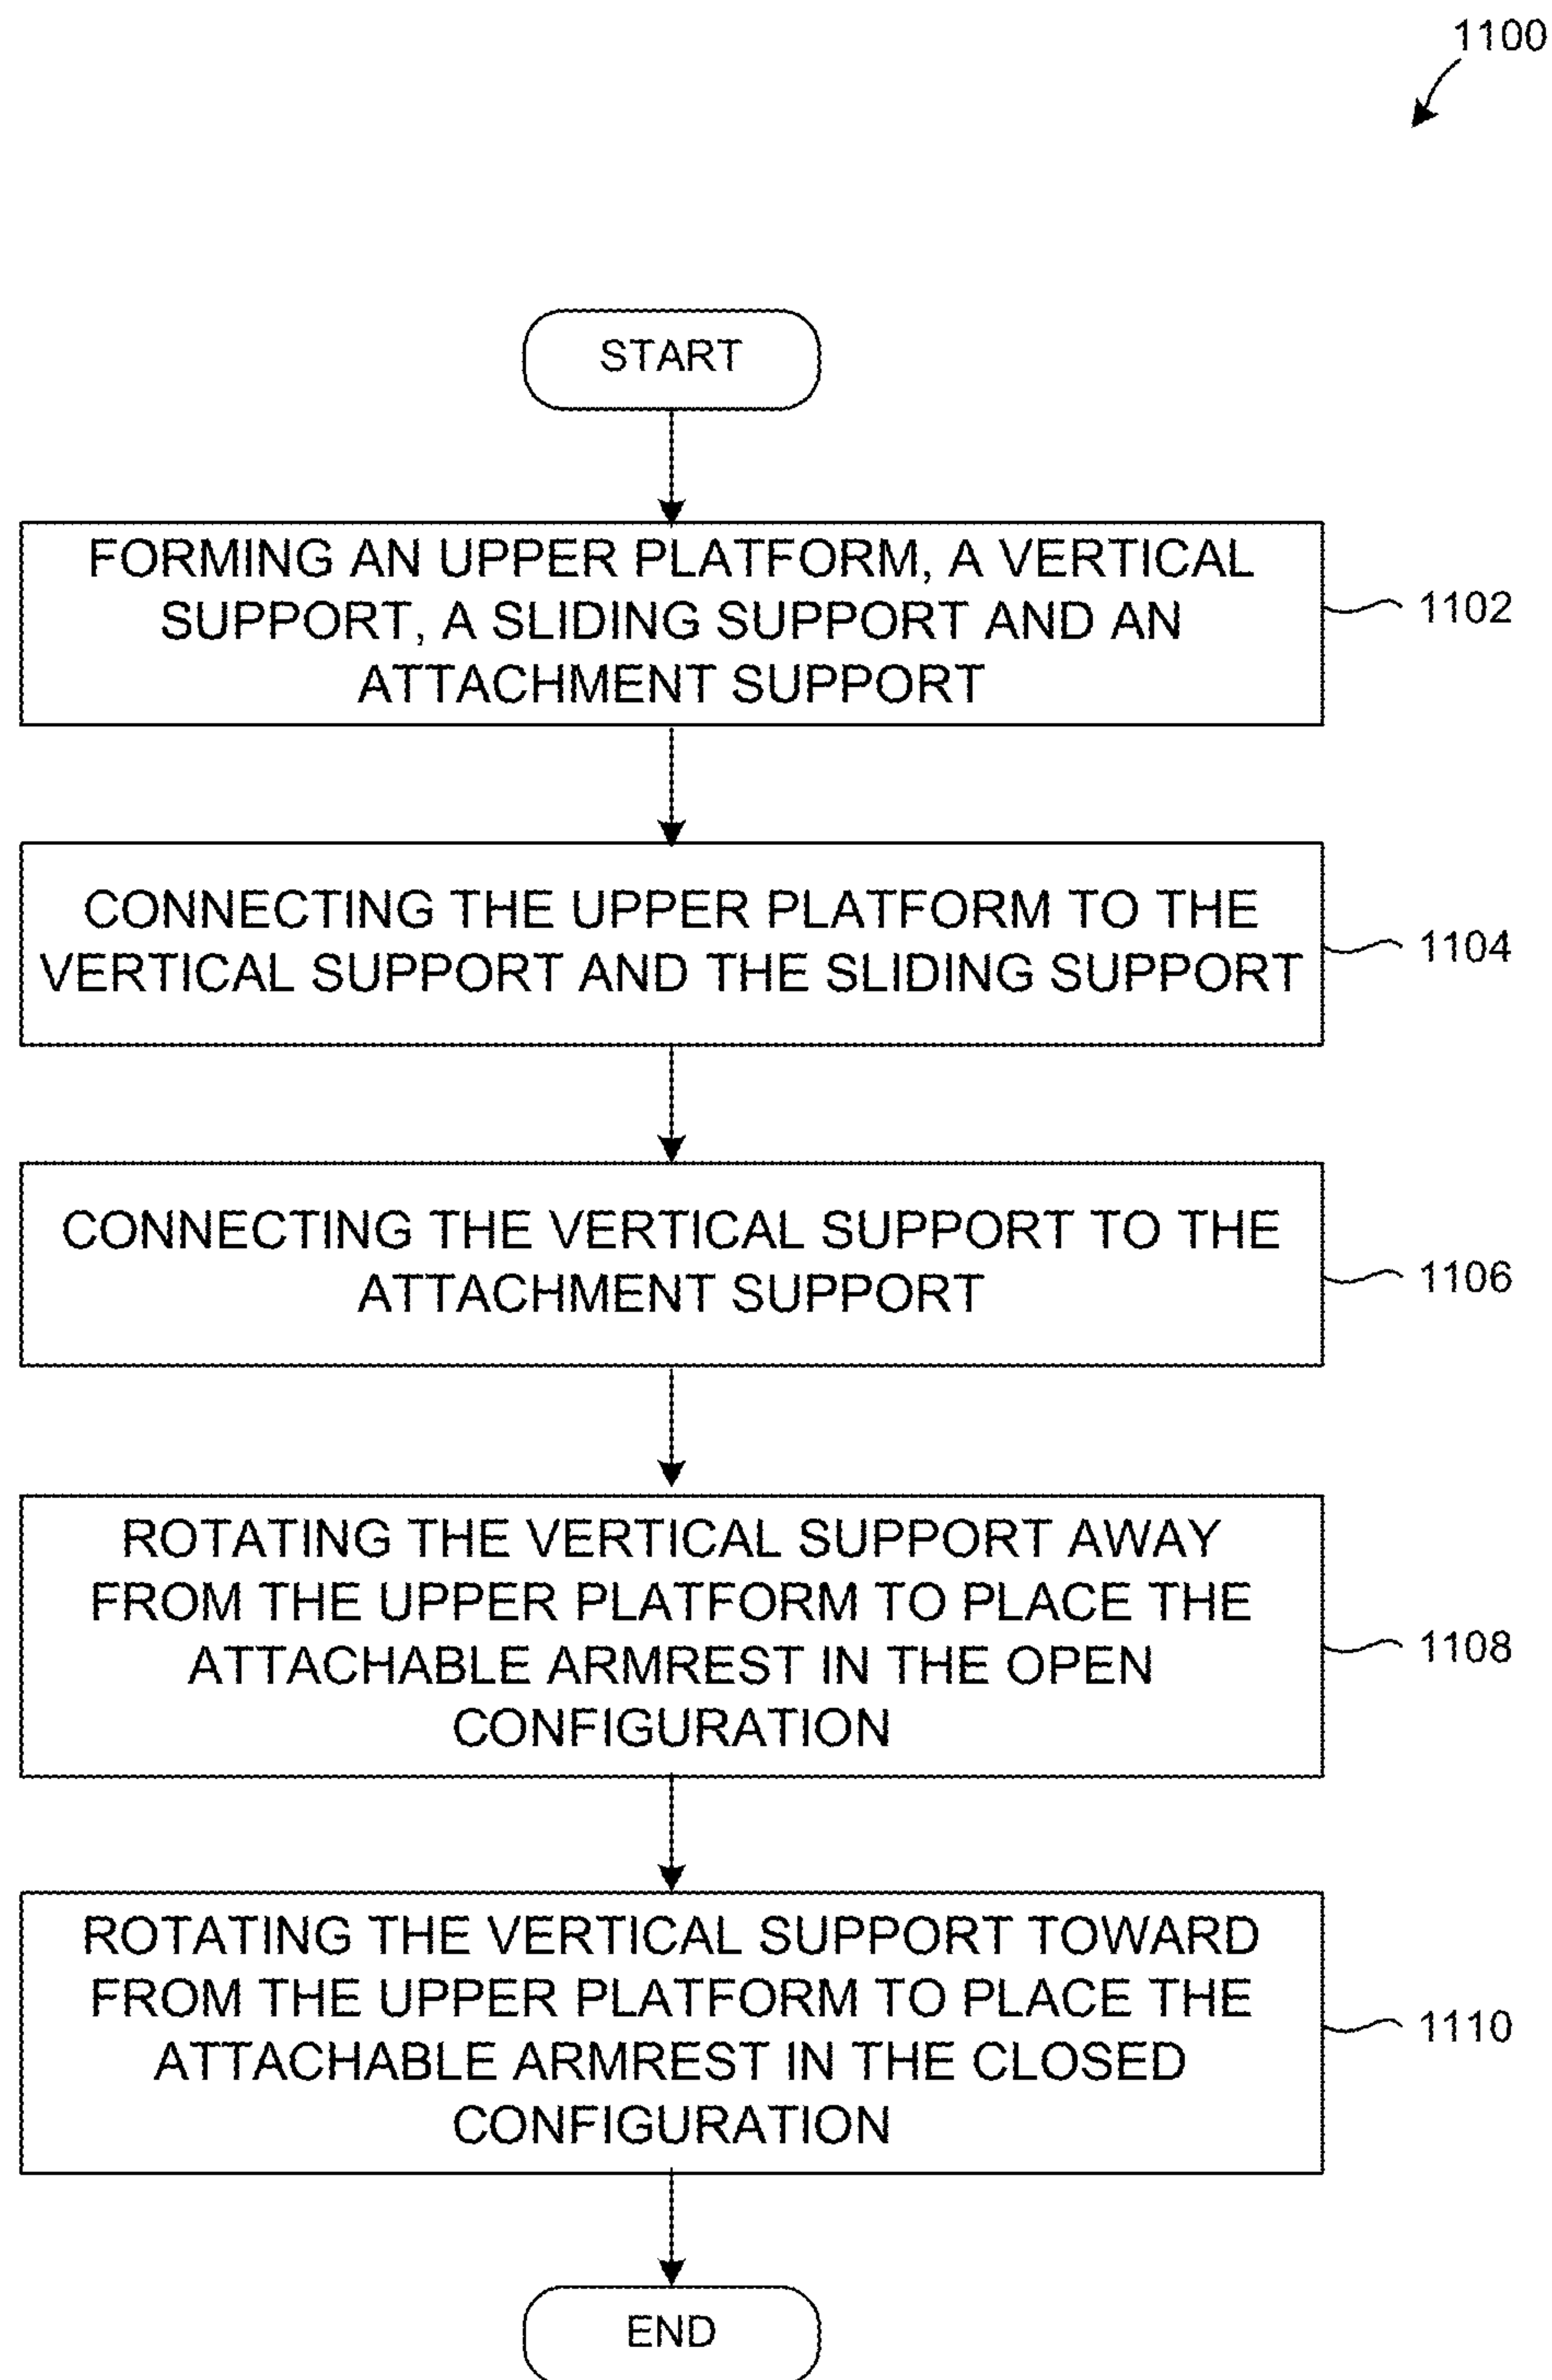 1100
START
FORMING AN UPPER PLATFORM, A VERTICAL
SUPPORT, A SLIDING SUPPORT AND AN
ATTACHMENT SUPPORT
1102
CONNECTING THE UPPER PLATFORM TO THE
VERTICAL SUPPORT AND THE SLIDING SUPPORT
1104
CONNECTING THE VERTICAL SUPPORT TO THE
ATTACHMENT SUPPORT
1106
ROTATING THE VERTICAL SUPPORT AWAY
FROM THE UPPER PLATFORM TO PLACE THE
ATTACHABLE ARMREST IN THE OPEN
CONFIGURATION
1108
ROTATING THE VERTICAL SUPPORT TOWARD
FROM THE UPPER PLATFORM TO PLACE THE
ATTACHABLE ARMREST IN THE CLOSED
CONFIGURATION
1110
END